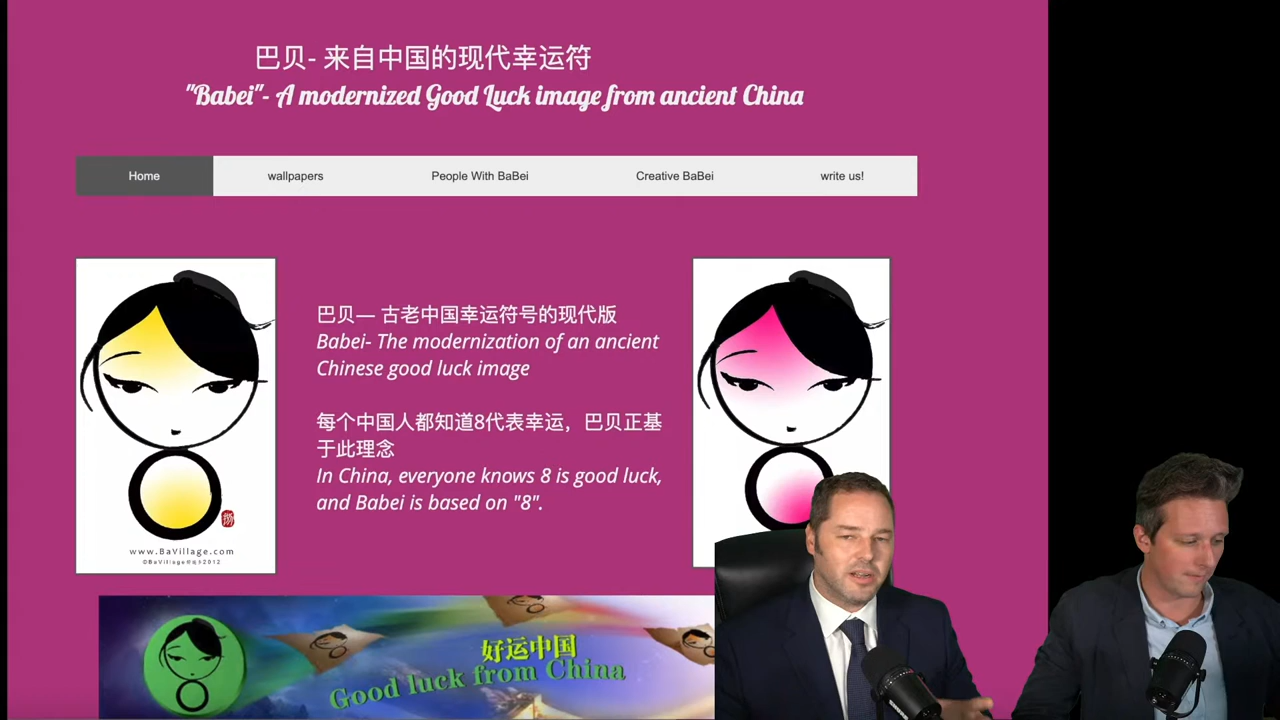 巴贝- 来自中国的现代幸运符
"Babei"- A modernized Good Luck image from ancient China
Home
wallpapers
People With BaBei
Creative BaBei
write us!
巴贝— 古老中国幸运符号的现代版
Babei- The modernization of an ancient
Chinese good luck image
每个中国人都知道8代表幸运，巴贝正基
于此理念
In China, everyone knows 8 is good luck,
and Babei is based on "8".
www.BaVillage.com
好运中国
Good luck from China